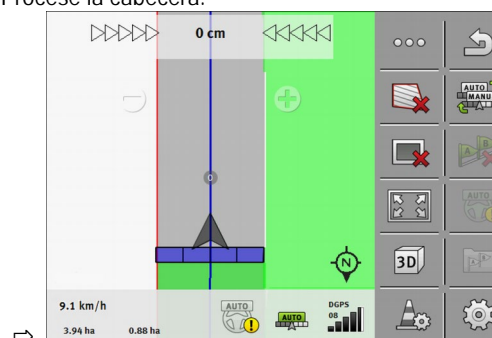 Procese la cabecera.
0 cm
AUTO
MANU
A B
0
N
3D
9.1 km/h
3.94 ha
0.88 ha
AUTO
AUTO
DGPS
08